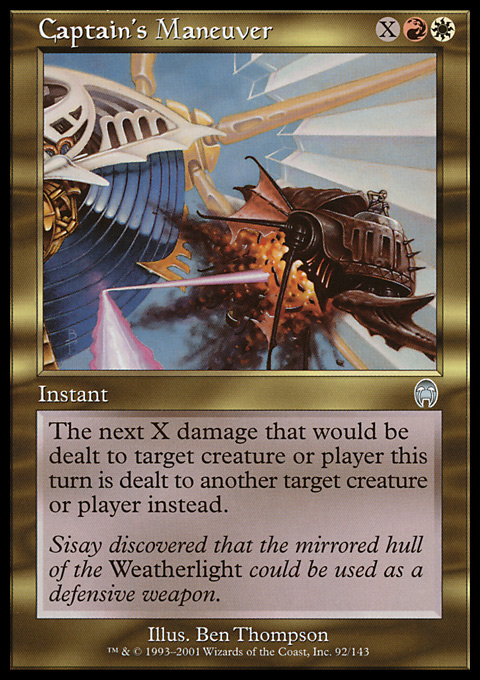 Captain's Maneuver X
Instant
The next X damage that would be
dealt to target creature or player this
turn is dealt to another target creature
or player instead.
Sisay discovered that the mirrored hull
of the Weatherlight could be used as a
defensive weapon.
Illus. Ben Thompson
™ & © 1993–2001 Wizards of the Coast, Inc. 92/143